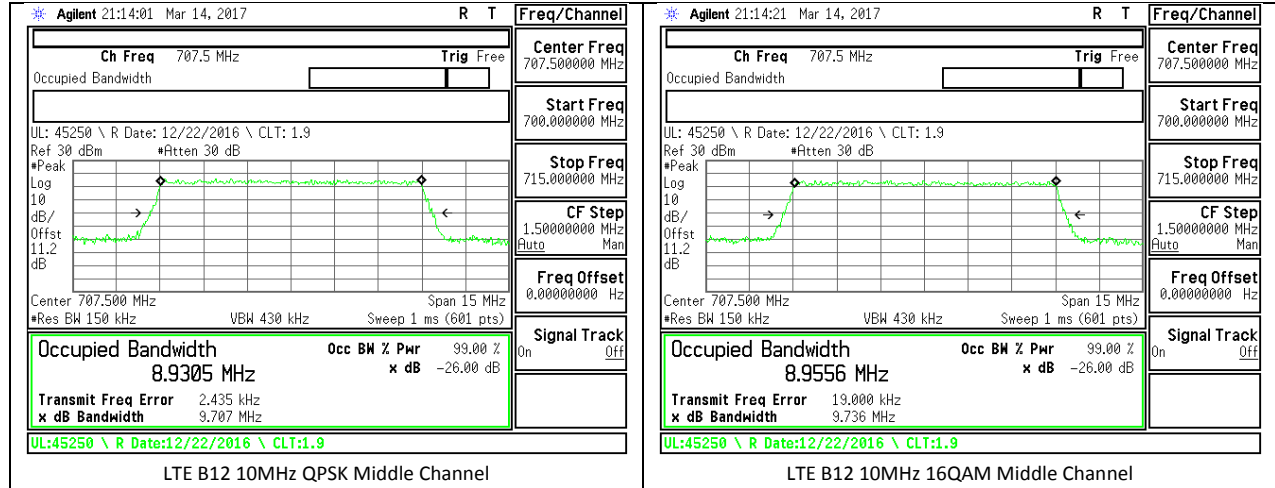 Agilent 21:14:01 Mar 14, 2017 R T Freq/Channel
Ch Freq 707.5 MHz Trig Free
Occupied Bandwidth
Center Freq
707.500000 MHz
Start Freq
700.000000 MHz
UL: 45250 \ R Date: 12/22/2016 \ CLT: 1.9
Ref 30 dBm #Atten 30 dB
#Peak
Log
10
dB/
Offst
11.2
dB
Stop Freq
715.000000 MHz
CF Step
1.50000000 MHz
Auto Man
Freq Offset
0.00000000 Hz
Center 707.500 MHz Span 15 MHz
#Res BW 150 kHz VBW 430 kHz Sweep 1 ms (601 pts)
Signal Track
On Off
Occupied Bandwidth Occ BW % Pwr 99.00 %
8.9305 MHz x dB -26.00 dB
Transmit Freq Error 2.435 kHz
x dB Bandwidth 9.707 MHz
UL:45250 \ R Date:12/22/2016 \ CLT:1.9
LTE B12 10MHz QPSK Middle Channel
Agilent 21:14:21 Mar 14, 2017 R T Freq/Channel
Ch Freq 707.5 MHz Trig Free
Occupied Bandwidth
Center Freq
707.500000 MHz
Start Freq
700.000000 MHz
UL: 45250 \ R Date: 12/22/2016 \ CLT: 1.9
Ref 30 dBm #Atten 30 dB
#Peak
Log
10
dB/
Offst
11.2
dB
Stop Freq
715.000000 MHz
CF Step
1.50000000 MHz
Auto Man
Freq Offset
0.00000000 Hz
Center 707.500 MHz Span 15 MHz
#Res BW 150 kHz VBW 430 kHz Sweep 1 ms (601 pts)
Signal Track
On Off
Occupied Bandwidth Occ BW % Pwr 99.00 %
8.9556 MHz x dB -26.00 dB
Transmit Freq Error 19.000 kHz
x dB Bandwidth 9.736 MHz
UL:45250 \ R Date:12/22/2016 \ CLT:1.9
LTE B12 10MHz 16QAM Middle Channel